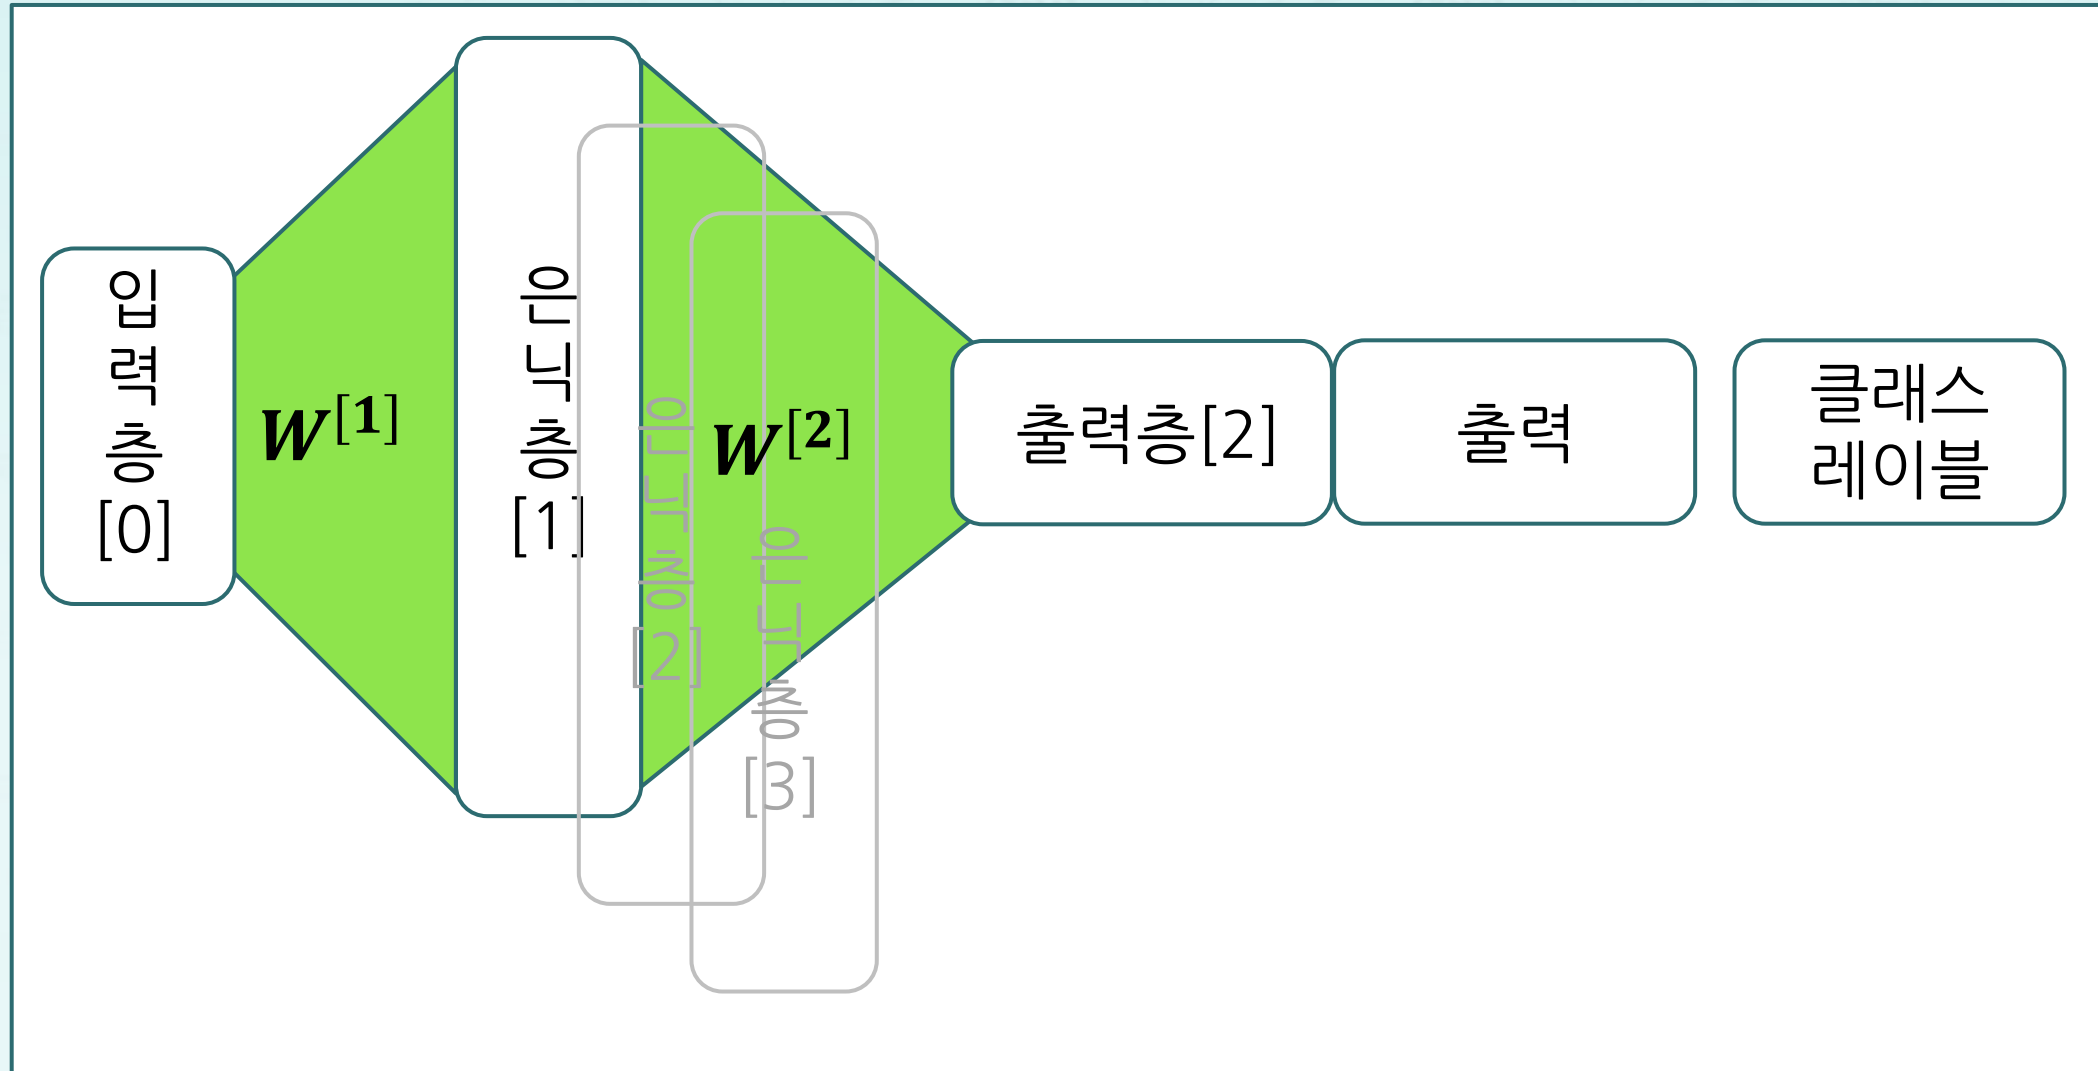 입
력
층
[0]
W[1]
은
닉
층
[1]
은
닉
층
[2]
은
닉
층
[3]
W[2]
출력층[2]
출력
클래스
레이블